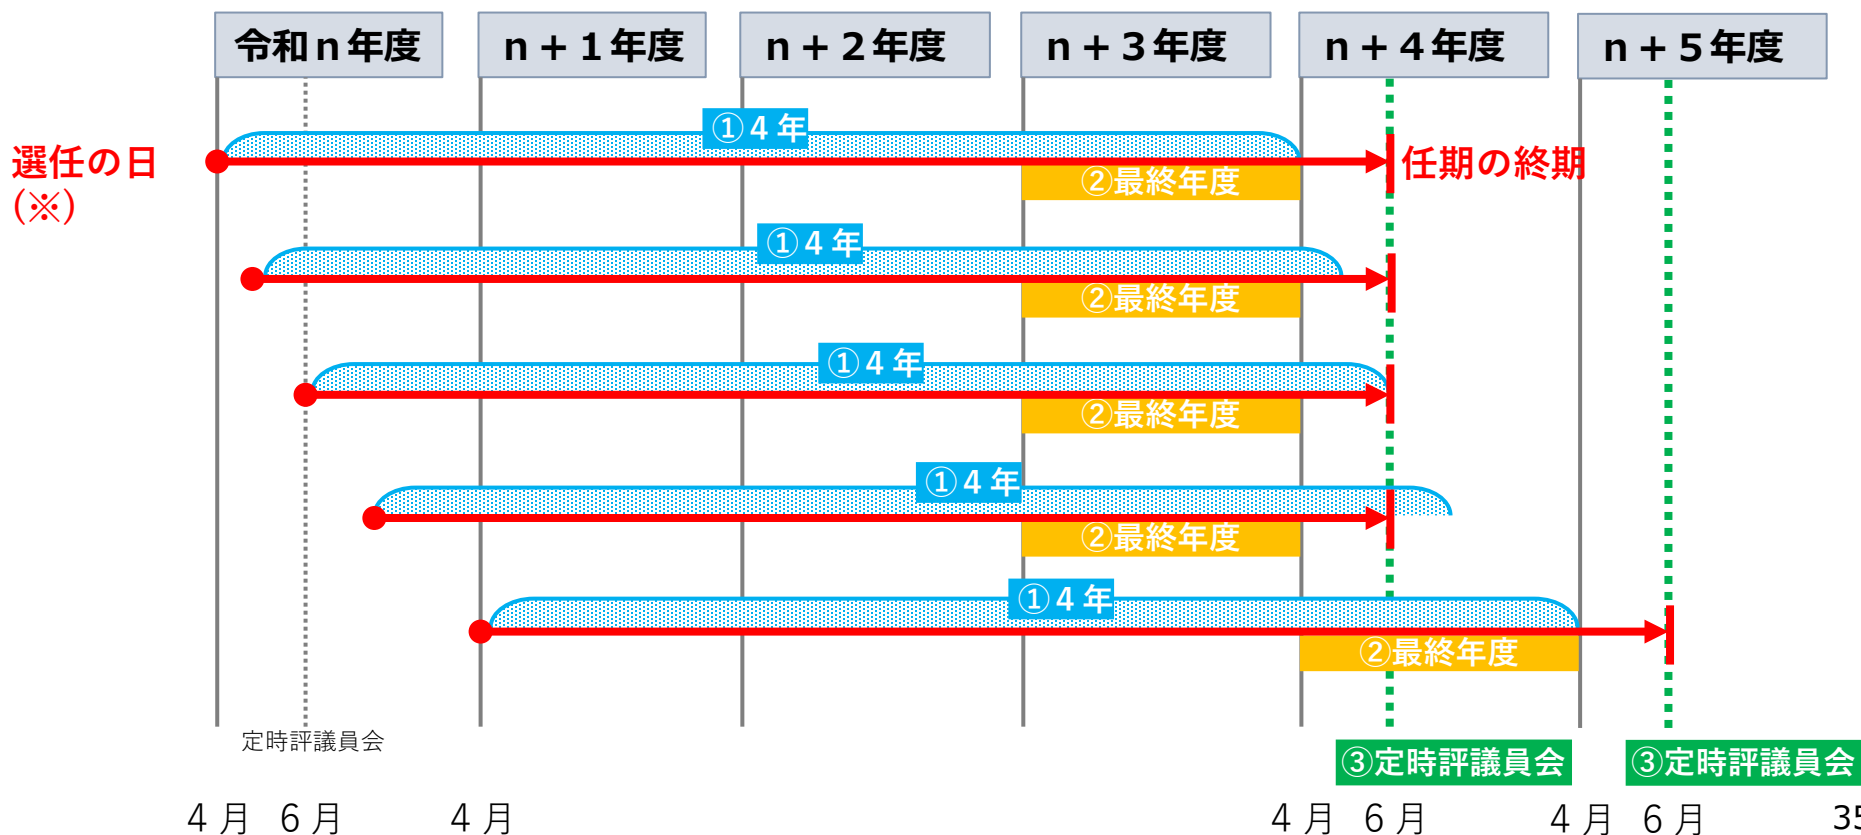 令和ｎ年度
ｎ＋１年度
ｎ＋２年度
ｎ＋３年度
ｎ＋４年度
ｎ＋５年度
選任の日
(※)
①４年
②最終年度
任期の終期
①４年
②最終年度
①４年
②最終年度
①４年
②最終年度
①４年
②最終年度
定時評議員会
③定時評議員会
③定時評議員会
４月
６月
４月
４月
６月
４月
６月
35